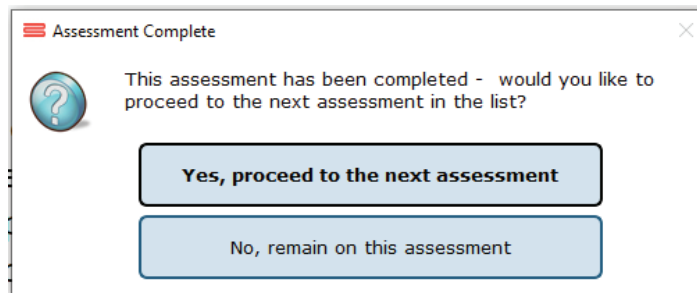 Assessment Complete
This assessment has been completed - would you like to
proceed to the next assessment in the list?
Yes, proceed to the next assessment
No, remain on this assessment